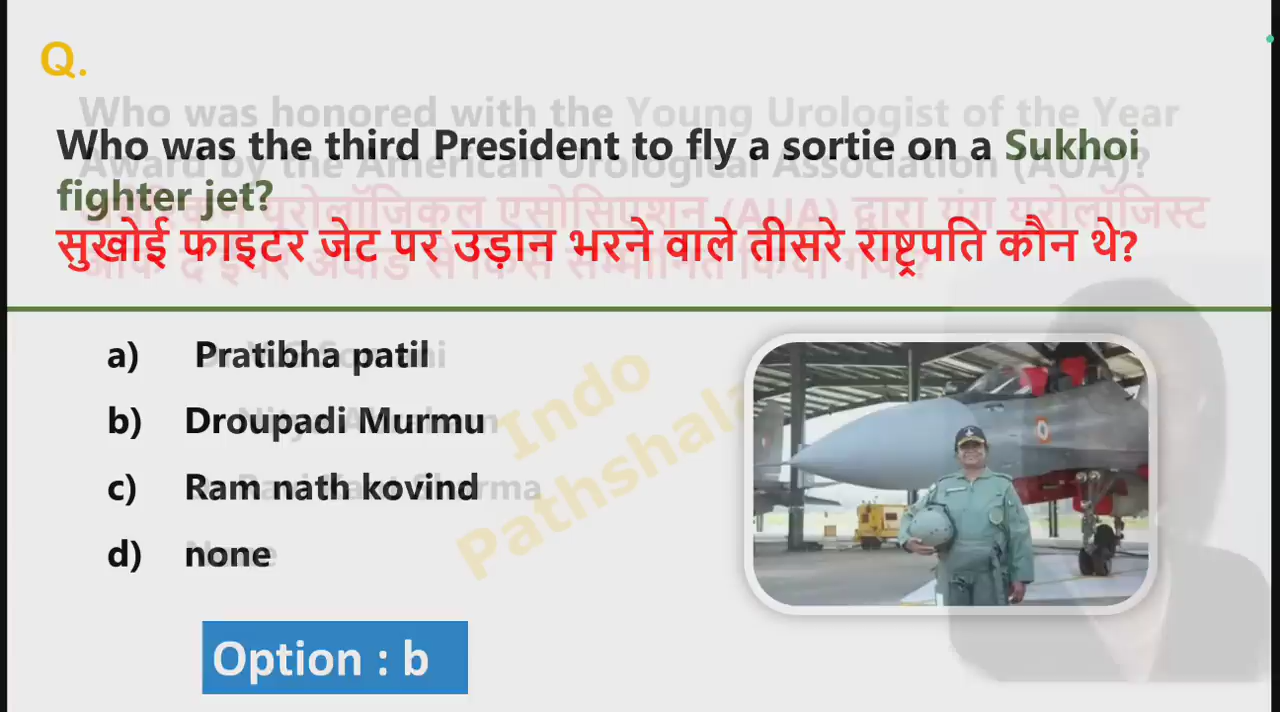 Q.
Who was honored with the Young Urologist of the Year
Who was the third President to fly a sortie on a Sukhoi
Award by the American Urological Association (AUA)?
fighter jet?
सुखोई फाइटर जेट पर उड़ान भरने वाले तीसरे राष्ट्रपति कौन थे?
a) Pratibha patil
b) Droupadi Murmu
c) Ram nath kovind
d) none
Indo
Pathshala
Option : b